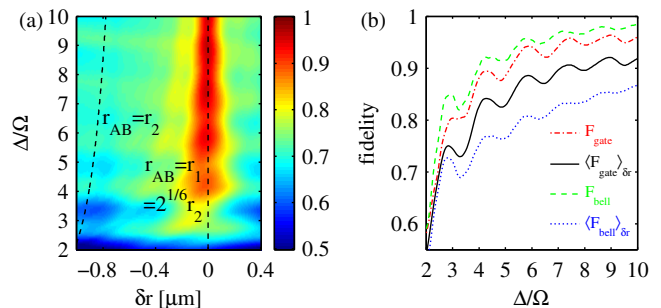 (a)
10
9
8
7
6
5
4
3
2
Δ/Ω
r_AB=r_2
r_AB=r_1
=2^{1/6}r_2
−0.8 −0.4 0 0.4
δr [μm]
1
0.9
0.8
0.7
0.6
0.5
(b)
1
0.9
0.8
0.7
0.6
fidelity
F_gate
⟨F_gate⟩_δr
F_bell
⟨F_bell⟩_δr
2 3 4 5 6 7 8 9 10
Δ/Ω